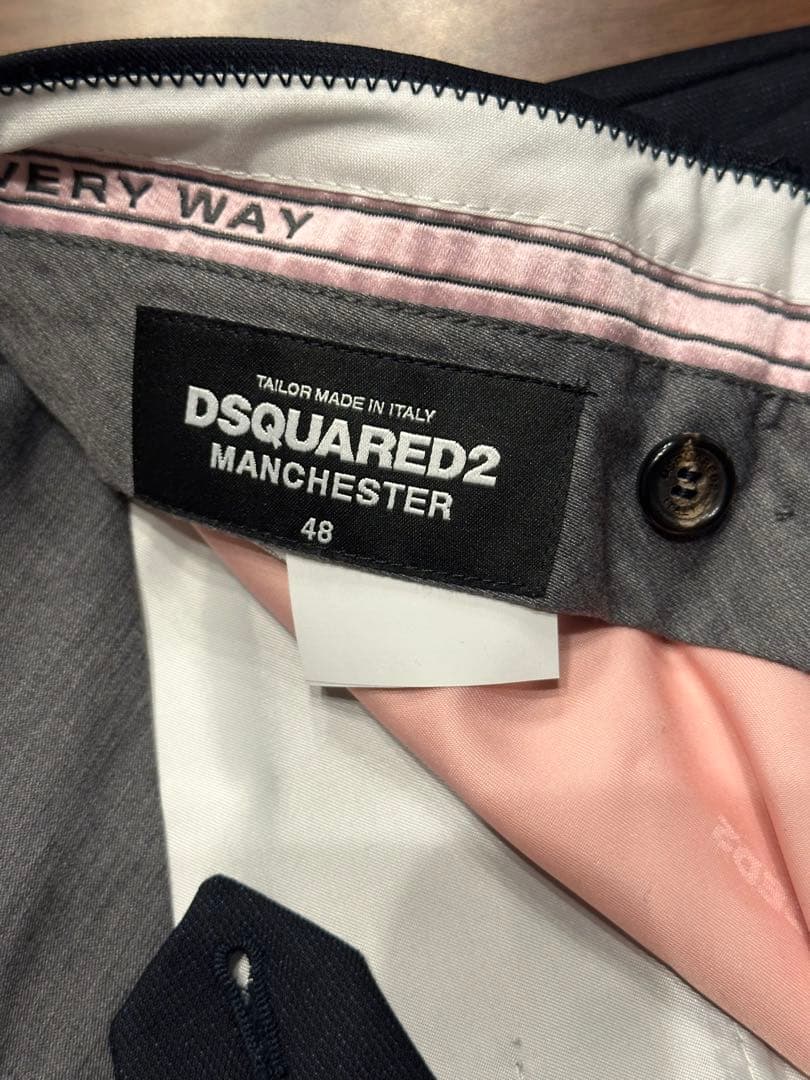 VERY WAY
TAILOR MADE IN ITALY
DSQUARED2
MANCHESTER
48